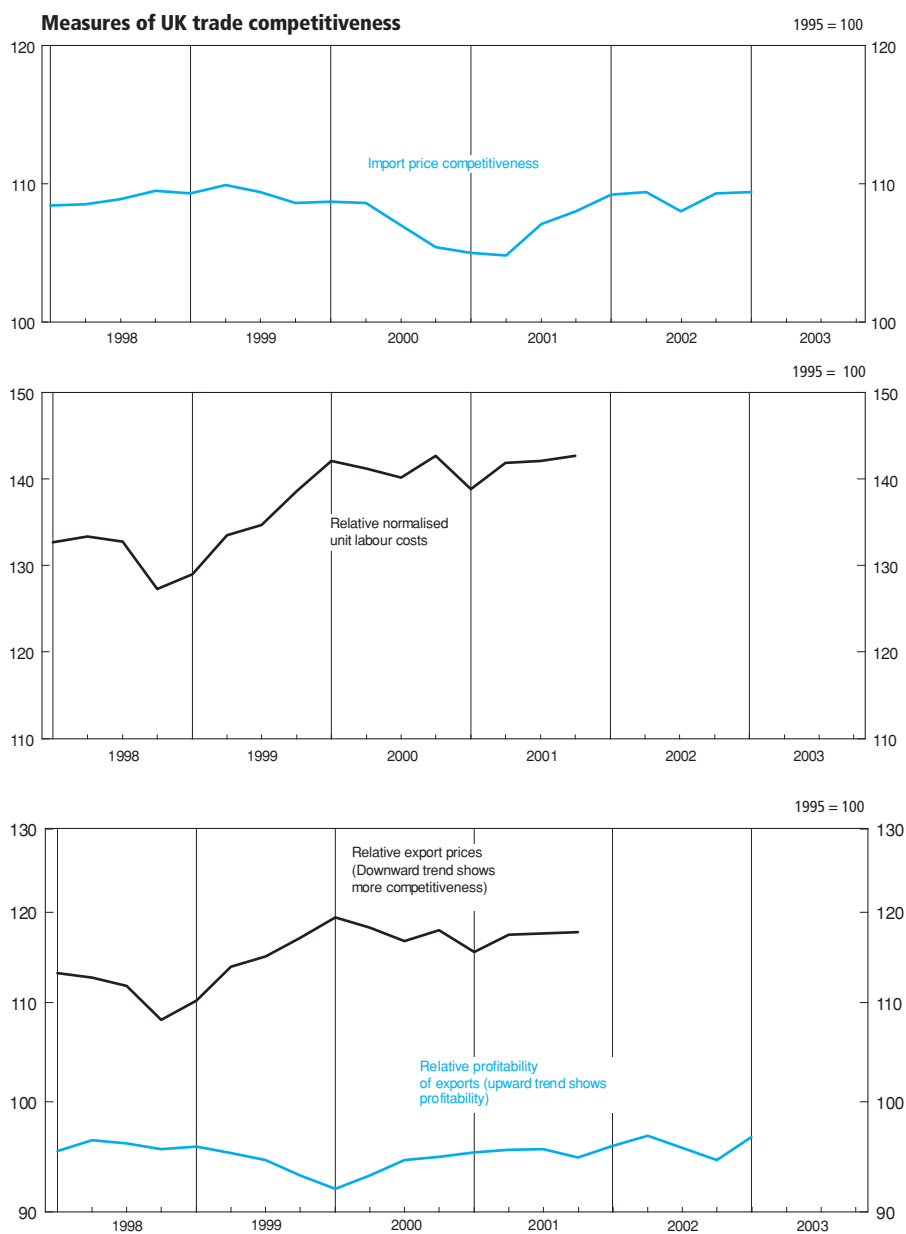 Measures of UK trade competitiveness
1995 = 100
120 120
Import price competitiveness
110 110
100 100
1998 1999 2000 2001 2002 2003
1995 = 100
150 150
140 140
Relative normalised
unit labour costs
130 130
120 120
110 110
1998 1999 2000 2001 2002 2003
1995 = 100
130 130
Relative export prices
(Downward trend shows
more competitiveness)
120 120
110 110
Relative profitability
of exports (upward trend shows
profitability)
100 100
90 90
1998 1999 2000 2001 2002 2003